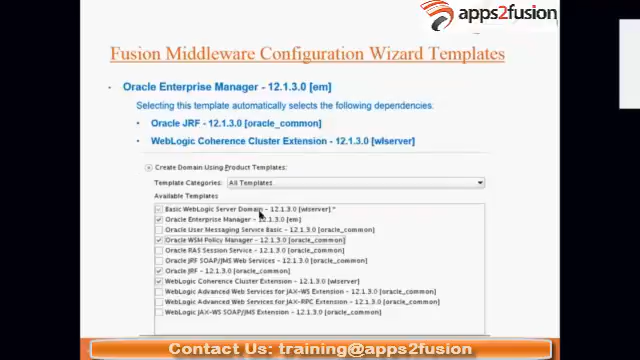 apps2fusion
Fusion Middleware Configuration Wizard Templates
Oracle Enterprise Manager - 12.1.3.0 [em]
Selecting this template automatically selects the following dependencies:
Oracle JRF - 12.1.3.0 [oracle_common]
WebLogic Coherence Cluster Extension - 12.1.3.0 [wlserver]
Create Domain Using Product Templates:
Template Categories: All Templates
Available Templates
Basic WebLogic Server Domain - 12.1.3.0 [wlserver] *
Oracle Enterprise Manager - 12.1.3.0 [em]
Oracle User Messaging Service Basic - 12.1.3.0 [oracle_common]
Oracle WSM Policy Manager - 12.1.3.0 [oracle_common]
Oracle RAS Session Service - 12.1.3.0 [oracle_common]
Oracle JRF SOAP/JMS Web Services - 12.1.3.0 [oracle_common]
Oracle JRF - 12.1.3.0 [oracle_common]
WebLogic Coherence Cluster Extension - 12.1.3.0 [wlserver]
WebLogic Advanced Web Services for JAX-WS Extension - 12.1.3.0 [oracle_common]
WebLogic Advanced Web Services for JAX-RPC Extension - 12.1.3.0 [oracle_common]
WebLogic JAX-WS SOAP/JMS Extension - 12.1.3.0 [oracle_common]
Contact Us: training@apps2fusion